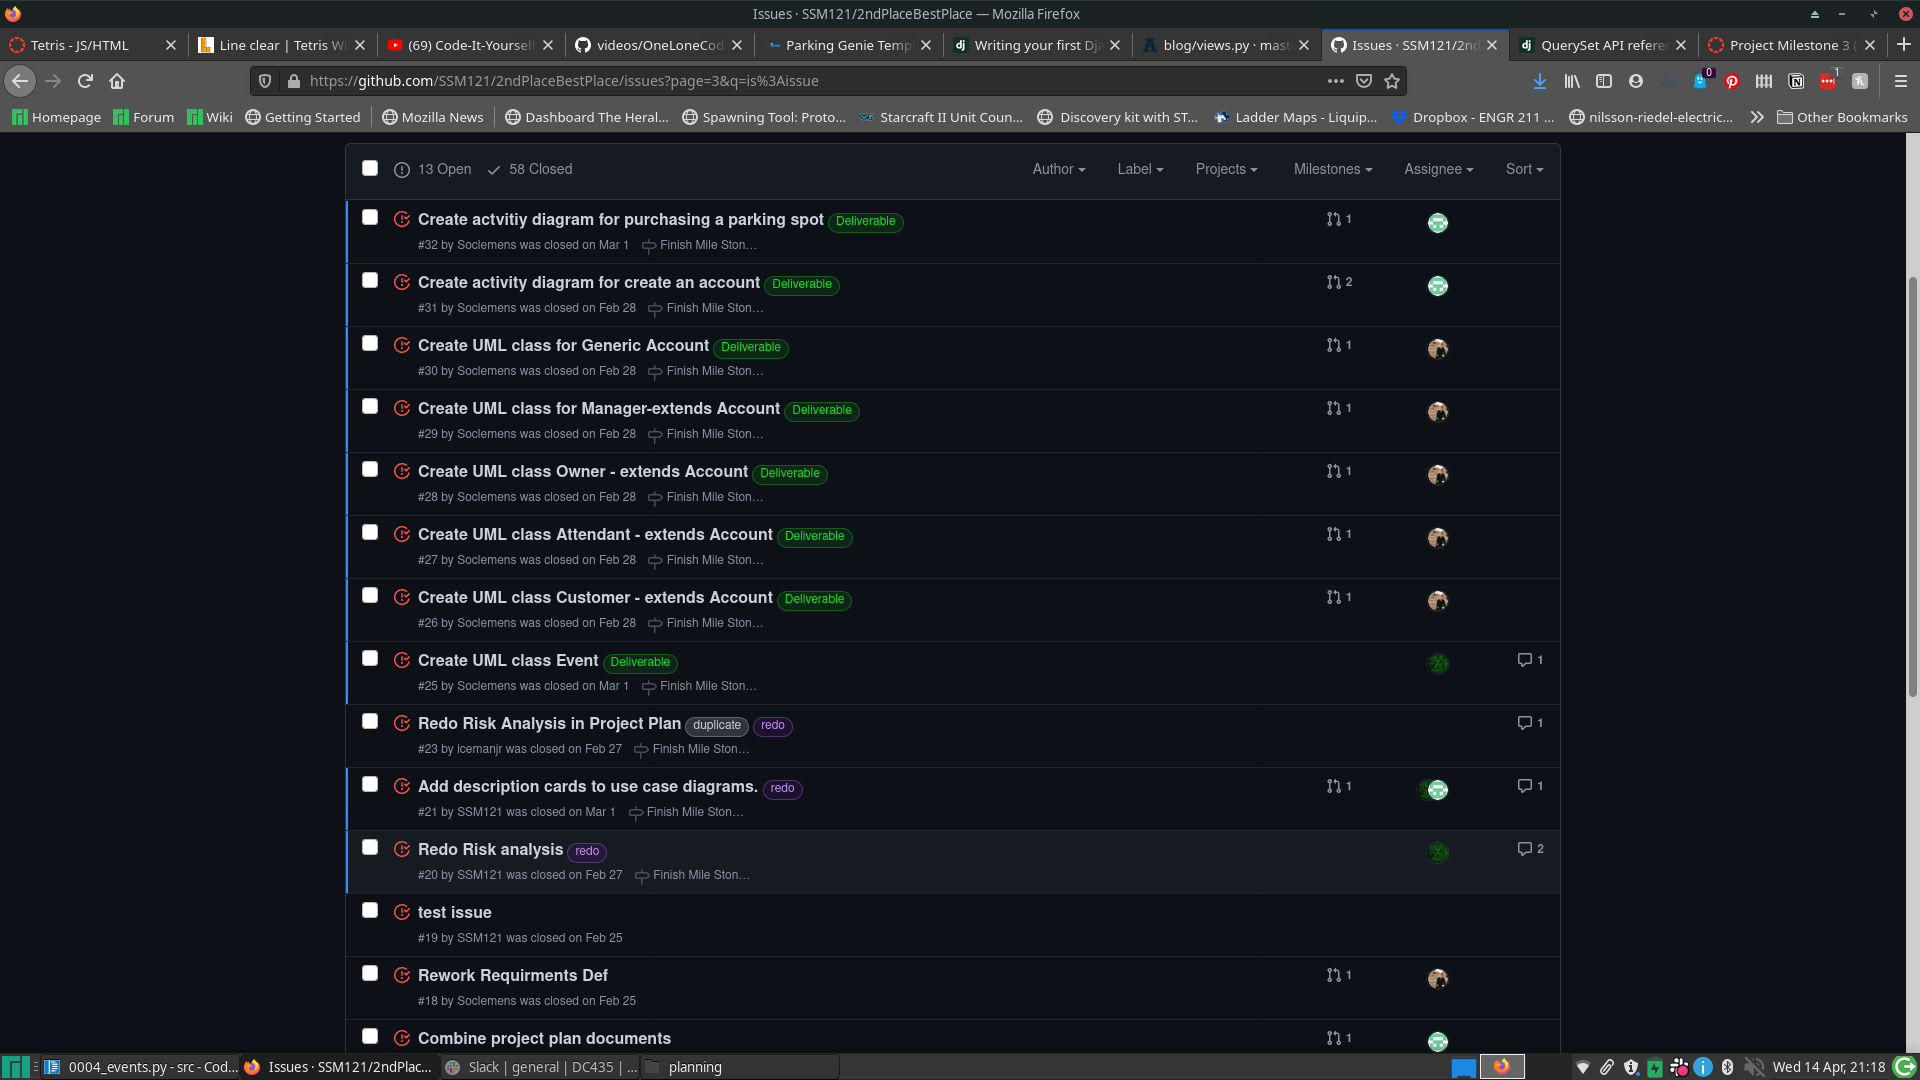 Issues · SSM121/2ndPlaceBestPlace — Mozilla Firefox
Tetris - JS/HTML
Line clear | Tetris Wi
(69) Code-It-Yourself
videos/OneLoneCod
Parking Genie Temp
Writing your first Dja
blog/views.py · mast
Issues · SSM121/2nd
QuerySet API refere
Project Milestone 3 (
https://github.com/SSM121/2ndPlaceBestPlace/issues?page=3&q=is%3Aissue
0
1
Homepage
Forum
Wiki
Getting Started
Mozilla News
Dashboard The Heral...
Spawning Tool: Proto...
Starcraft II Unit Coun...
Discovery kit with ST...
Ladder Maps - Liquip...
Dropbox - ENGR 211 ...
nilsson-riedel-electric...
Other Bookmarks
13 Open
58 Closed
Author
Label
Projects
Milestones
Assignee
Sort
Create actvitiy diagram for purchasing a parking spot Deliverable 1
#32 by Soclemens was closed on Mar 1 Finish Mile Ston…
Create activity diagram for create an account Deliverable 2
#31 by Soclemens was closed on Feb 28 Finish Mile Ston…
Create UML class for Generic Account Deliverable 1
#30 by Soclemens was closed on Feb 28 Finish Mile Ston…
Create UML class for Manager-extends Account Deliverable 1
#29 by Soclemens was closed on Feb 28 Finish Mile Ston…
Create UML class Owner - extends Account Deliverable 1
#28 by Soclemens was closed on Feb 28 Finish Mile Ston…
Create UML class Attendant - extends Account Deliverable 1
#27 by Soclemens was closed on Feb 28 Finish Mile Ston…
Create UML class Customer - extends Account Deliverable 1
#26 by Soclemens was closed on Feb 28 Finish Mile Ston…
Create UML class Event Deliverable 1
#25 by Soclemens was closed on Mar 1 Finish Mile Ston…
Redo Risk Analysis in Project Plan duplicate redo 1
#23 by icemanjr was closed on Feb 27 Finish Mile Ston…
Add description cards to use case diagrams. redo 1 1
#21 by SSM121 was closed on Mar 1 Finish Mile Ston…
Redo Risk analysis redo 2
#20 by SSM121 was closed on Feb 27 Finish Mile Ston…
test issue
#19 by SSM121 was closed on Feb 25
Rework Requirments Def 1
#18 by Soclemens was closed on Feb 25
Combine project plan documents 1
0004_events.py - src - Cod...
Issues · SSM121/2ndPlac...
Slack | general | DC435 | ...
planning
Wed 14 Apr, 21:18